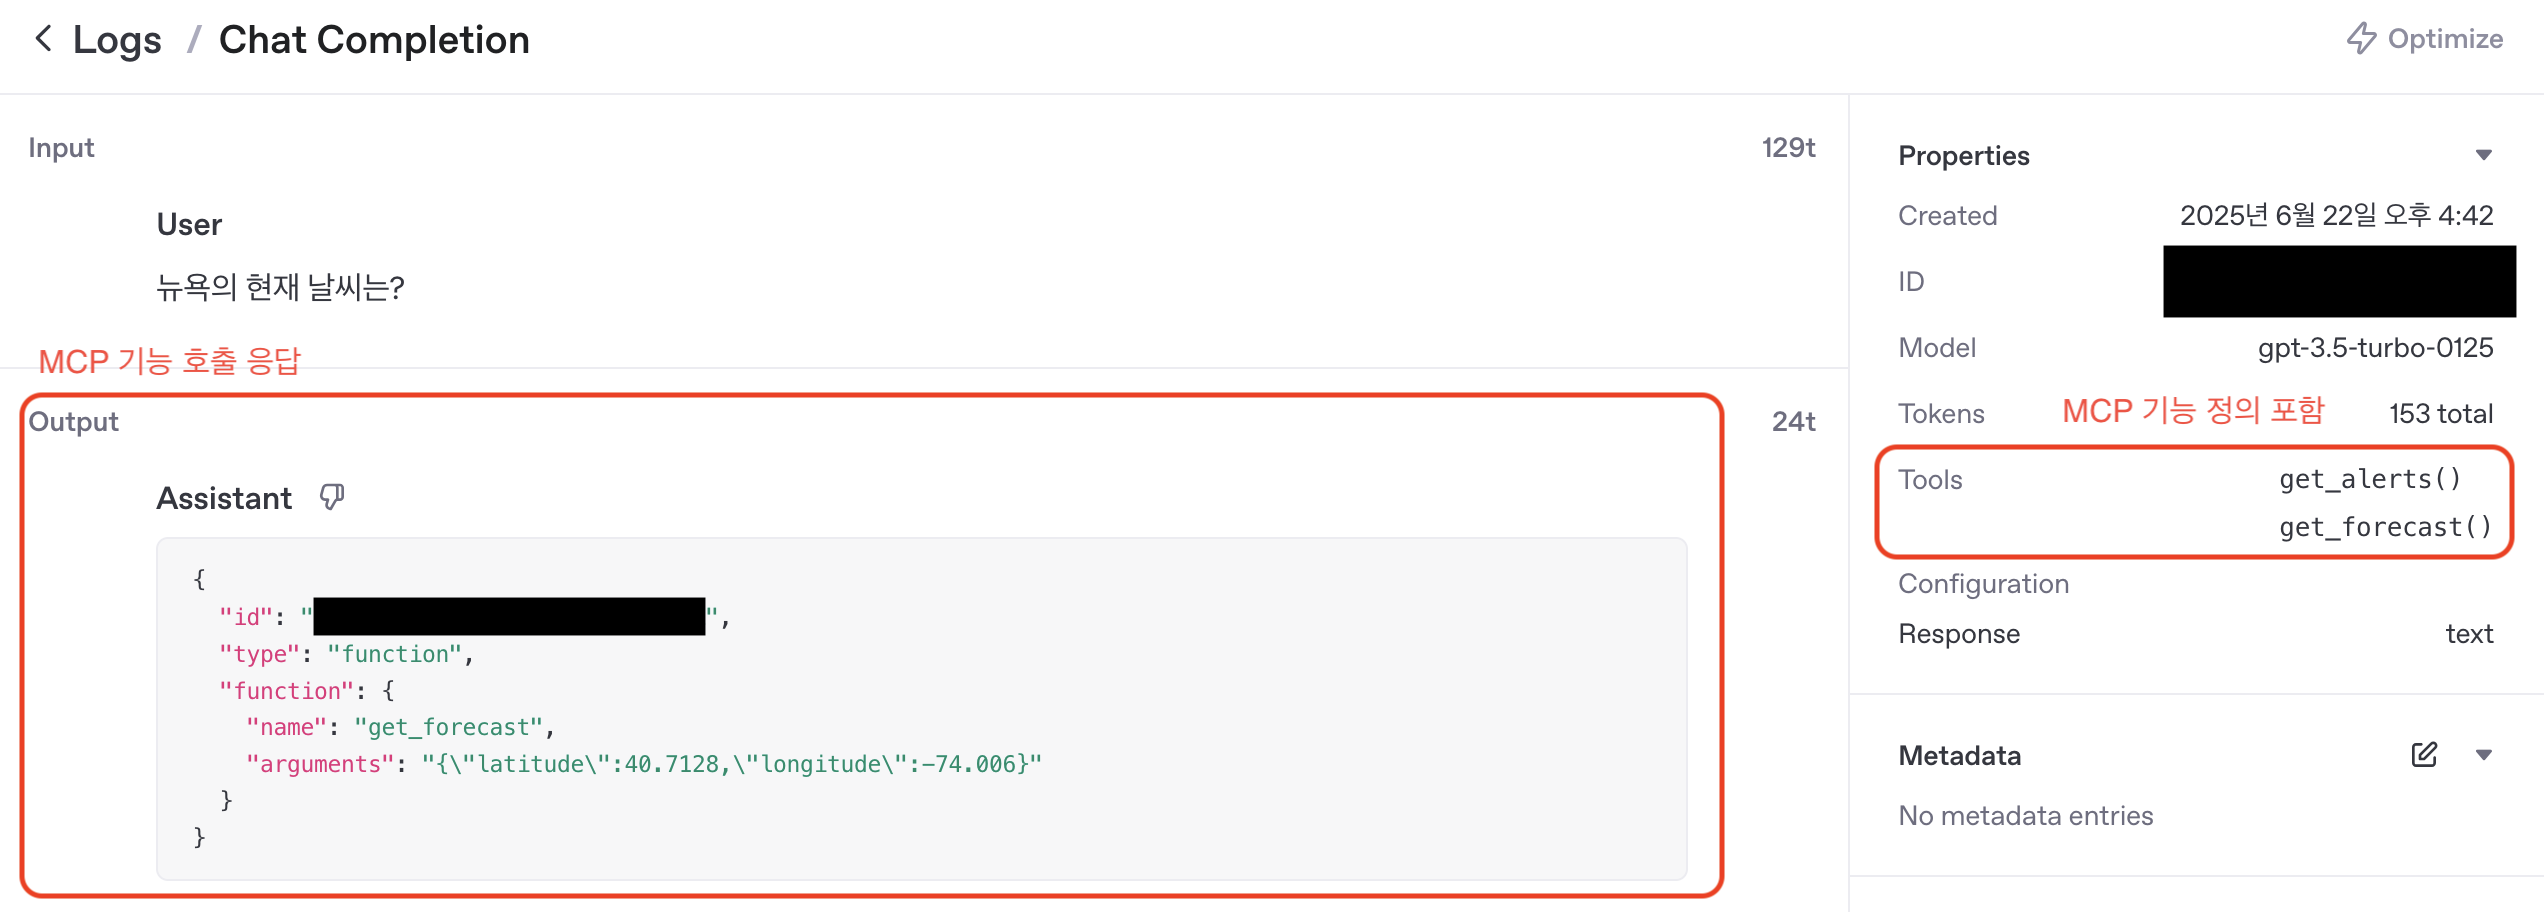 Logs / Chat Completion
Optimize
Input
129t
User
뉴욕의 현재 날씨는?
MCP 기능 호출 응답
Output
24t
Assistant
{
"id": "",
"type": "function",
"function": {
"name": "get_forecast",
"arguments": "{\"latitude\":40.7128,\"longitude\":-74.006}"
}
}
Properties
Created 2025년 6월 22일 오후 4:42
ID
Model gpt-3.5-turbo-0125
Tokens MCP 기능 정의 포함 153 total
Tools get_alerts()
get_forecast()
Configuration
Response text
Metadata
No metadata entries